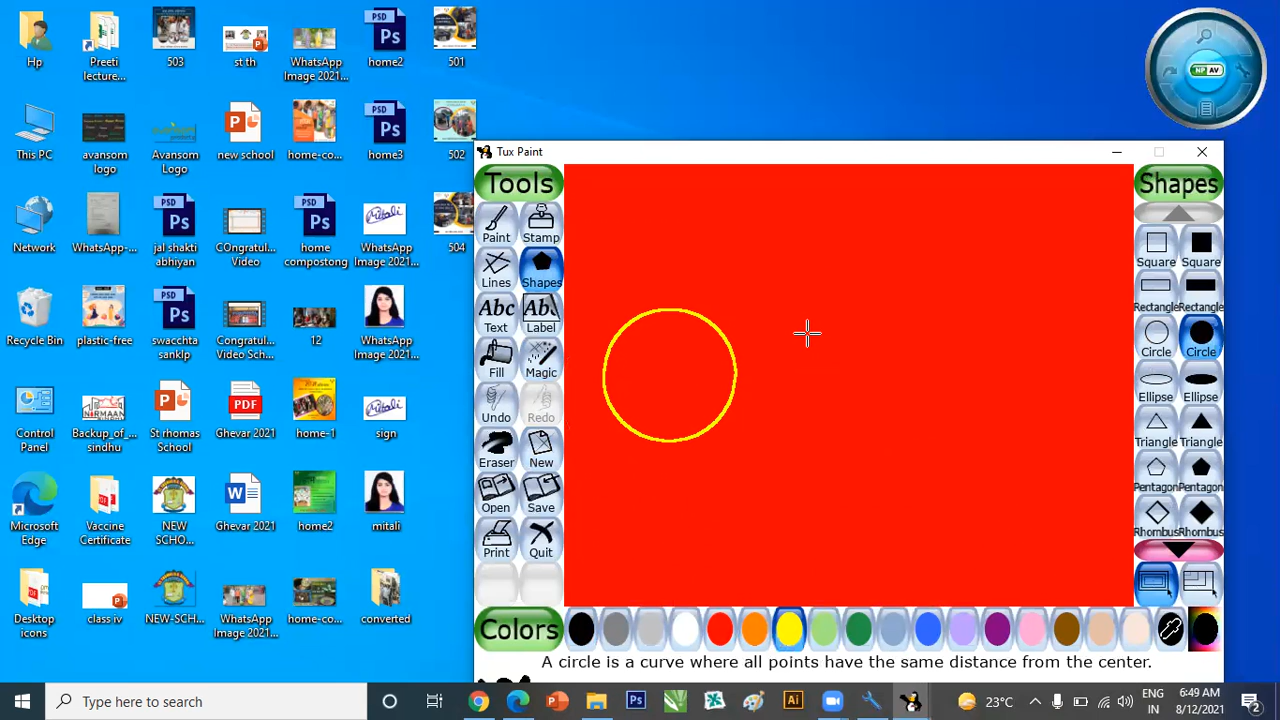 Hp
Preeti lecture...
503
st th
WhatsApp Image 2021...
home2
501
This PC
avansom logo
Avansom Logo
new school
home-co...
home3
502
Network
WhatsApp-...
jal shakti abhiyan
COngratul... Video
home compostong
WhatsApp Image 2021...
504
Recycle Bin
plastic-free
swacchta sanklp
Congratul... Video Sch...
12
WhatsApp Image 2021...
Control Panel
Backup_of_... sindhu
St rhomas School
Ghevar 2021
home-1
sign
Microsoft Edge
Vaccine Certificate
NEW SCHO...
Ghevar 2021
home2
mitali
Desktop icons
class iv
NEW-SCH...
WhatsApp Image 2021...
home-co...
converted
NP AV
Tux Paint
Tools
Paint
Stamp
Lines
Shapes
Abc
Text
Label
Fill
Magic
Undo
Redo
Eraser
New
Open
Save
Print
Quit
Shapes
Square
Square
Rectangle
Rectangle
Circle
Circle
Ellipse
Ellipse
Triangle
Triangle
Pentagon
Pentagon
Rhombus
Rhombus
Colors
A circle is a curve where all points have the same distance from the center.
Type here to search
23°C
ENG
IN
6:49 AM
8/12/2021
2